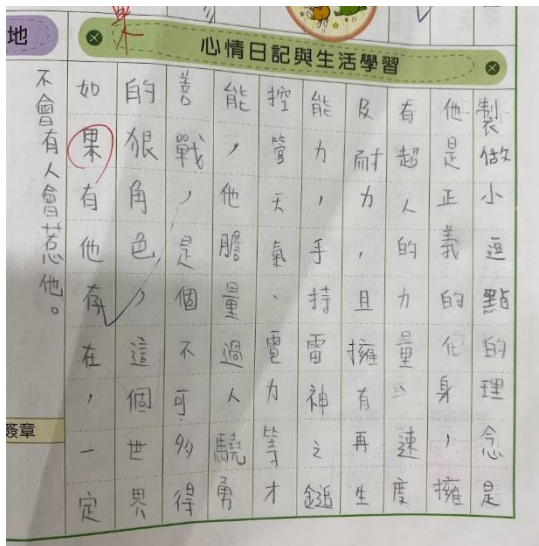 地
心情日記與生活學習
製做小逗點的理念是
他是正義的化身，擁
有超人的力量、速度
及耐力，且擁有再生
能力，手持雷神之鎚
控管天氣、電力等才
能，他膽量過人驍勇
善戰，是個不可多得
的狠角色，這個世界
如果有他存在，一定
不會有人會惹他。
簽章
果